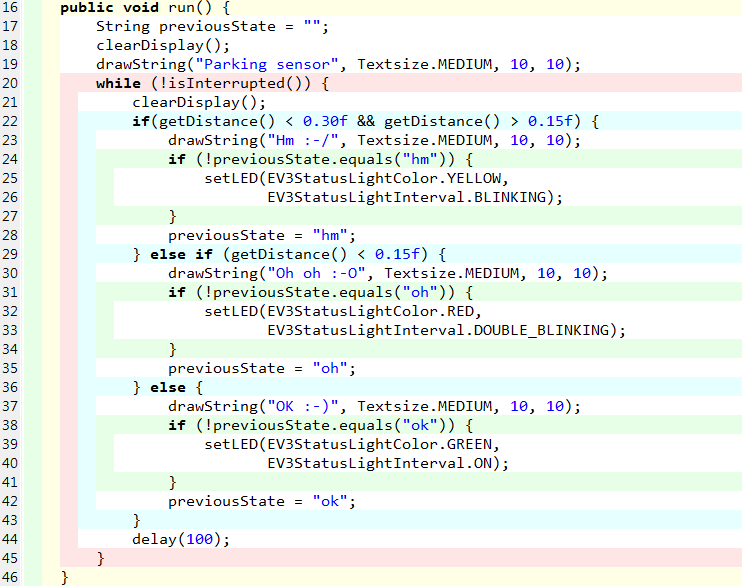 16 public void run() {
17 String previousState = "";
18 clearDisplay();
19 drawString("Parking sensor", Textsize.MEDIUM, 10, 10);
20 while (!isInterrupted()) {
21 clearDisplay();
22 if(getDistance() < 0.30f && getDistance() > 0.15f) {
23 drawString("Hm :-/", Textsize.MEDIUM, 10, 10);
24 if (!previousState.equals("hm")) {
25 setLED(EV3StatusLightColor.YELLOW,
26 EV3StatusLightInterval.BLINKING);
27 }
28 previousState = "hm";
29 } else if (getDistance() < 0.15f) {
30 drawString("Oh oh :-O", Textsize.MEDIUM, 10, 10);
31 if (!previousState.equals("oh")) {
32 setLED(EV3StatusLightColor.RED,
33 EV3StatusLightInterval.DOUBLE_BLINKING);
34 }
35 previousState = "oh";
36 } else {
37 drawString("OK :-)", Textsize.MEDIUM, 10, 10);
38 if (!previousState.equals("ok")) {
39 setLED(EV3StatusLightColor.GREEN,
40 EV3StatusLightInterval.ON);
41 }
42 previousState = "ok";
43 }
44 delay(100);
45 }
46 }